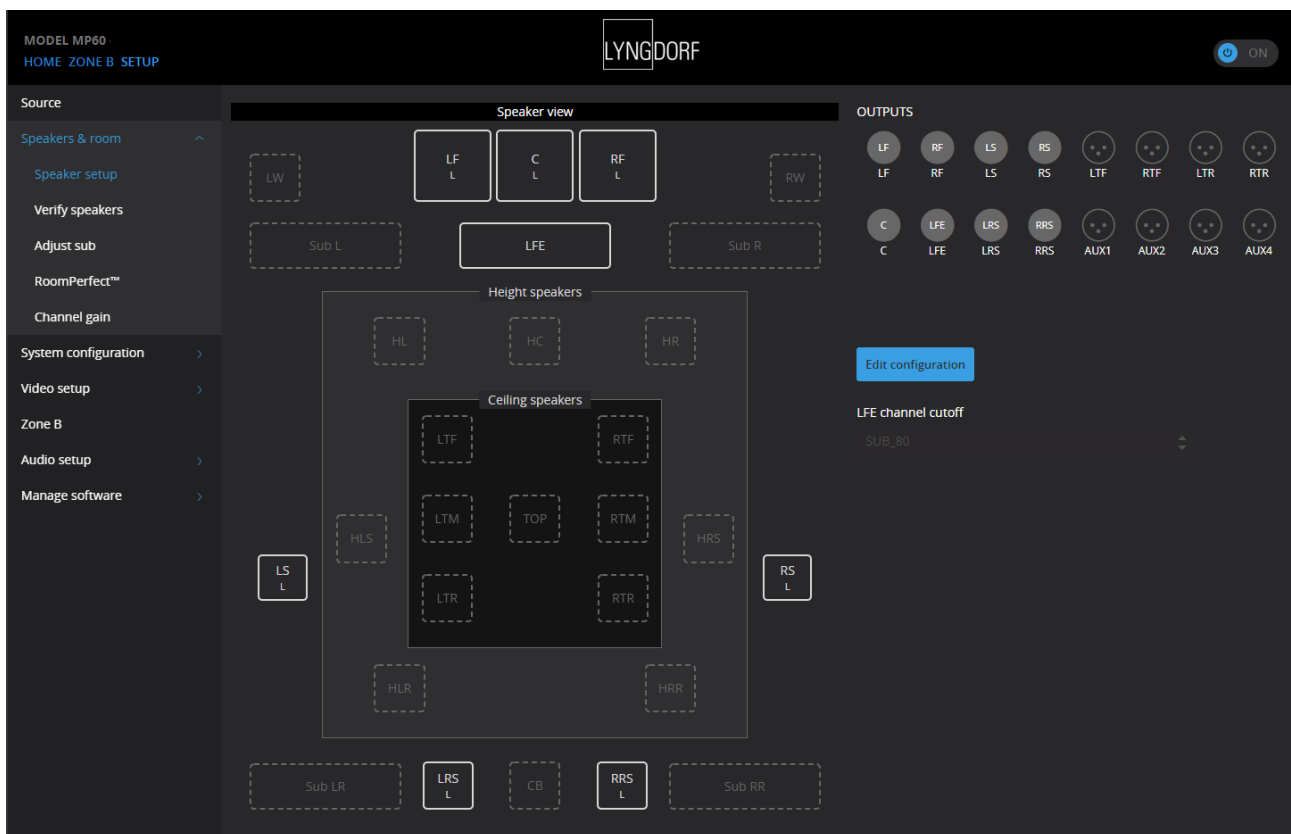 MODEL MP60
HOME ZONE B SETUP
LYNGDORF
ON
Source
Speakers & room
Speaker setup
Verify speakers
Adjust sub
RoomPerfect™
Channel gain
System configuration
Video setup
Zone B
Audio setup
Manage software
Speaker view
LW
LF
L
C
L
RF
L
RW
Sub L
LFE
Sub R
Height speakers
HL
HC
HR
Ceiling speakers
LTF
RTF
LTM
TOP
RTM
HLS
HRS
LS
L
RS
L
LTR
RTR
HLR
HRR
Sub LR
LRS
L
CB
RRS
L
Sub RR
OUTPUTS
LF RF LS RS
LF RF LS RS LTF RTF LTR RTR
C LFE LRS RRS
C LFE LRS RRS AUX1 AUX2 AUX3 AUX4
Edit configuration
LFE channel cutoff
SUB_80